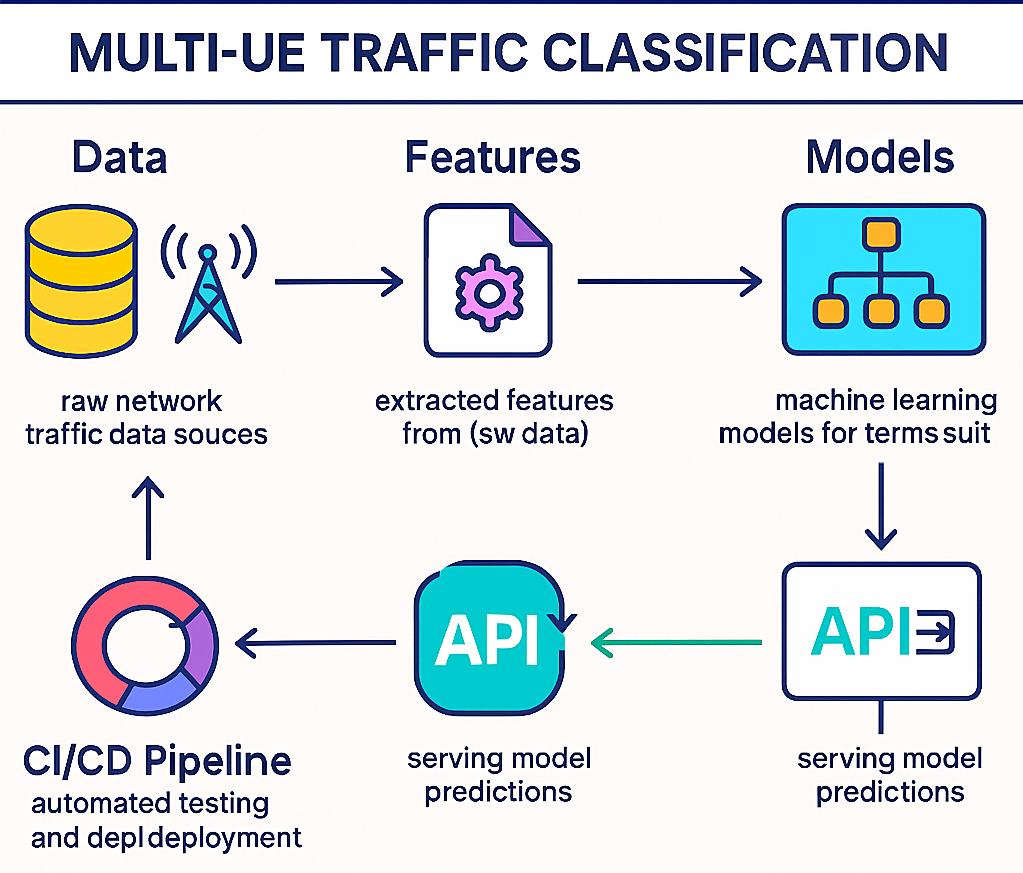 MULTI-UE TRAFFIC CLASSIFICATION
Data
Features
Models
raw network
traffic data souces
extracted features
from (sw data)
machine learning
models for terms suit
API
API
CI/CD Pipeline
automated testing
and depl deployment
serving model
predictions
serving model
predictions